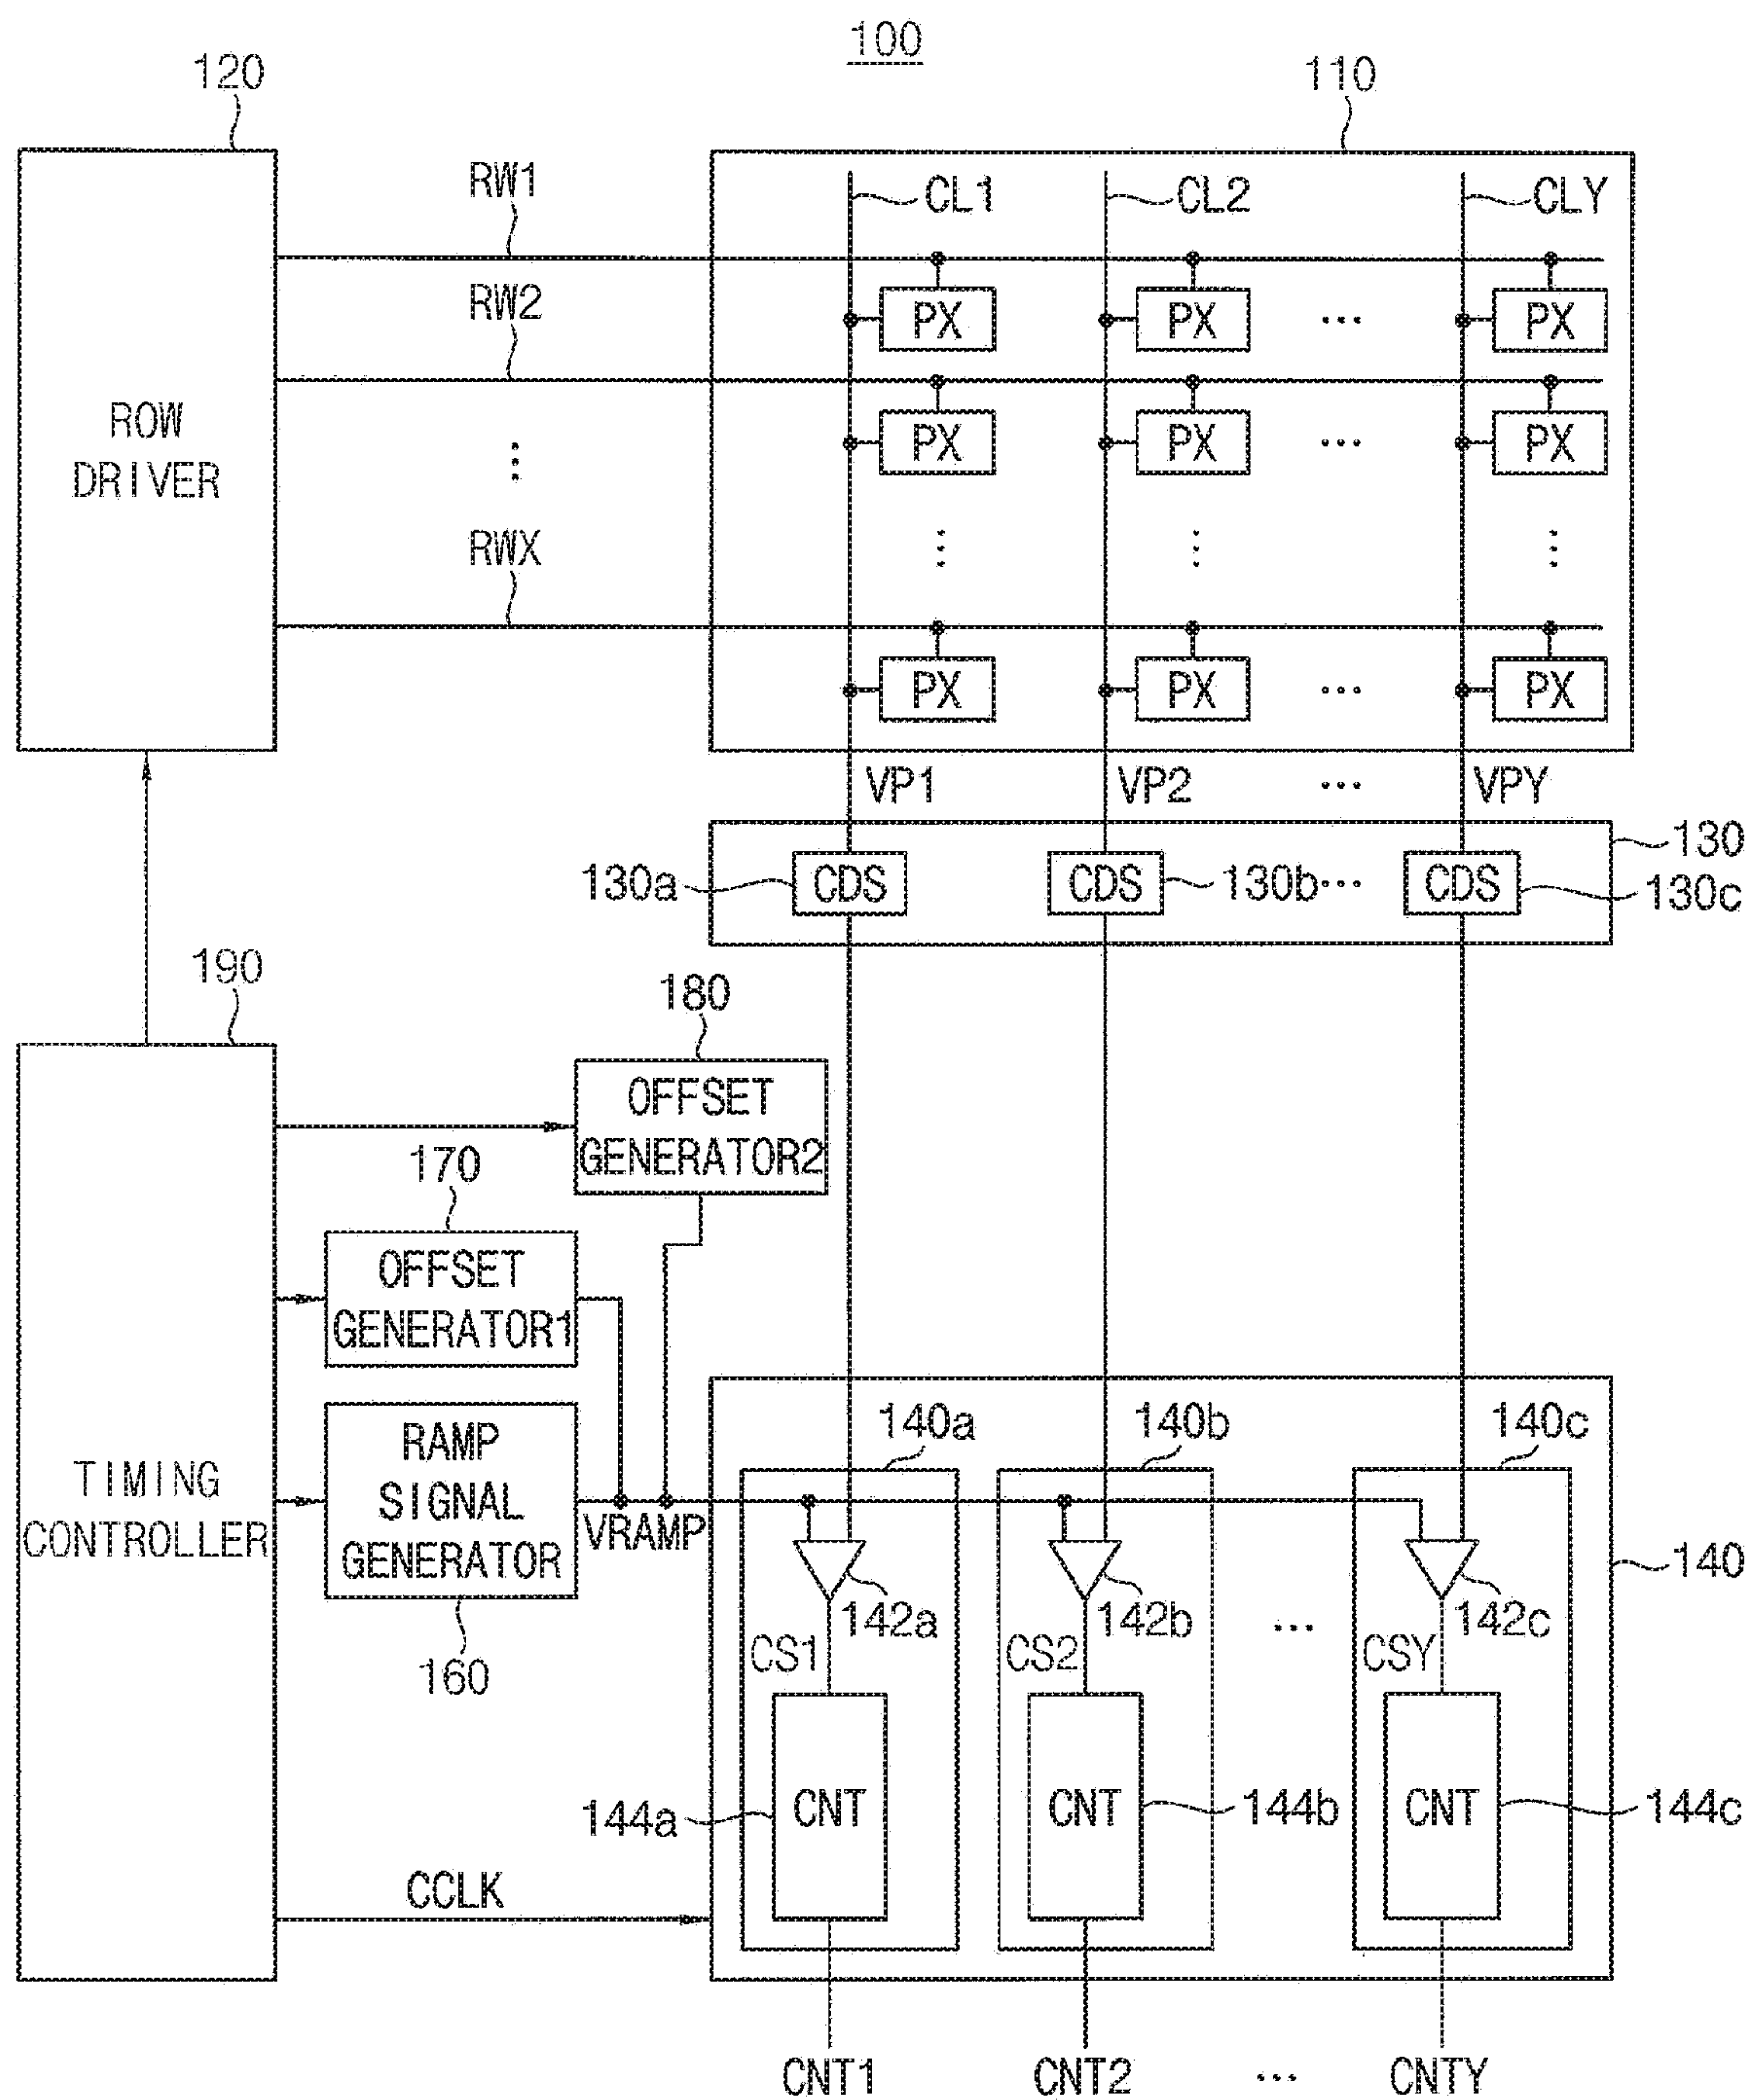 100
120
110
RW1
CL1
CL2
CLY
RW2
PX
PX
...
PX
ROW
DRIVER
PX
PX
...
PX
RWX
PX
PX
...
PX
VP1
VP2
...
VPY
130
130a
CDS
CDS
130b
...
CDS
130c
190
180
OFFSET
GENERATOR2
170
OFFSET
GENERATOR1
140a
140b
140c
RAMP
SIGNAL
GENERATOR
TIMING
CONTROLLER
VRAMP
140
142a
142b
...
142c
160
CS1
CS2
CSY
144a
CNT
CNT
144b
CNT
144c
CCLK
CNT1
CNT2
...
CNTY